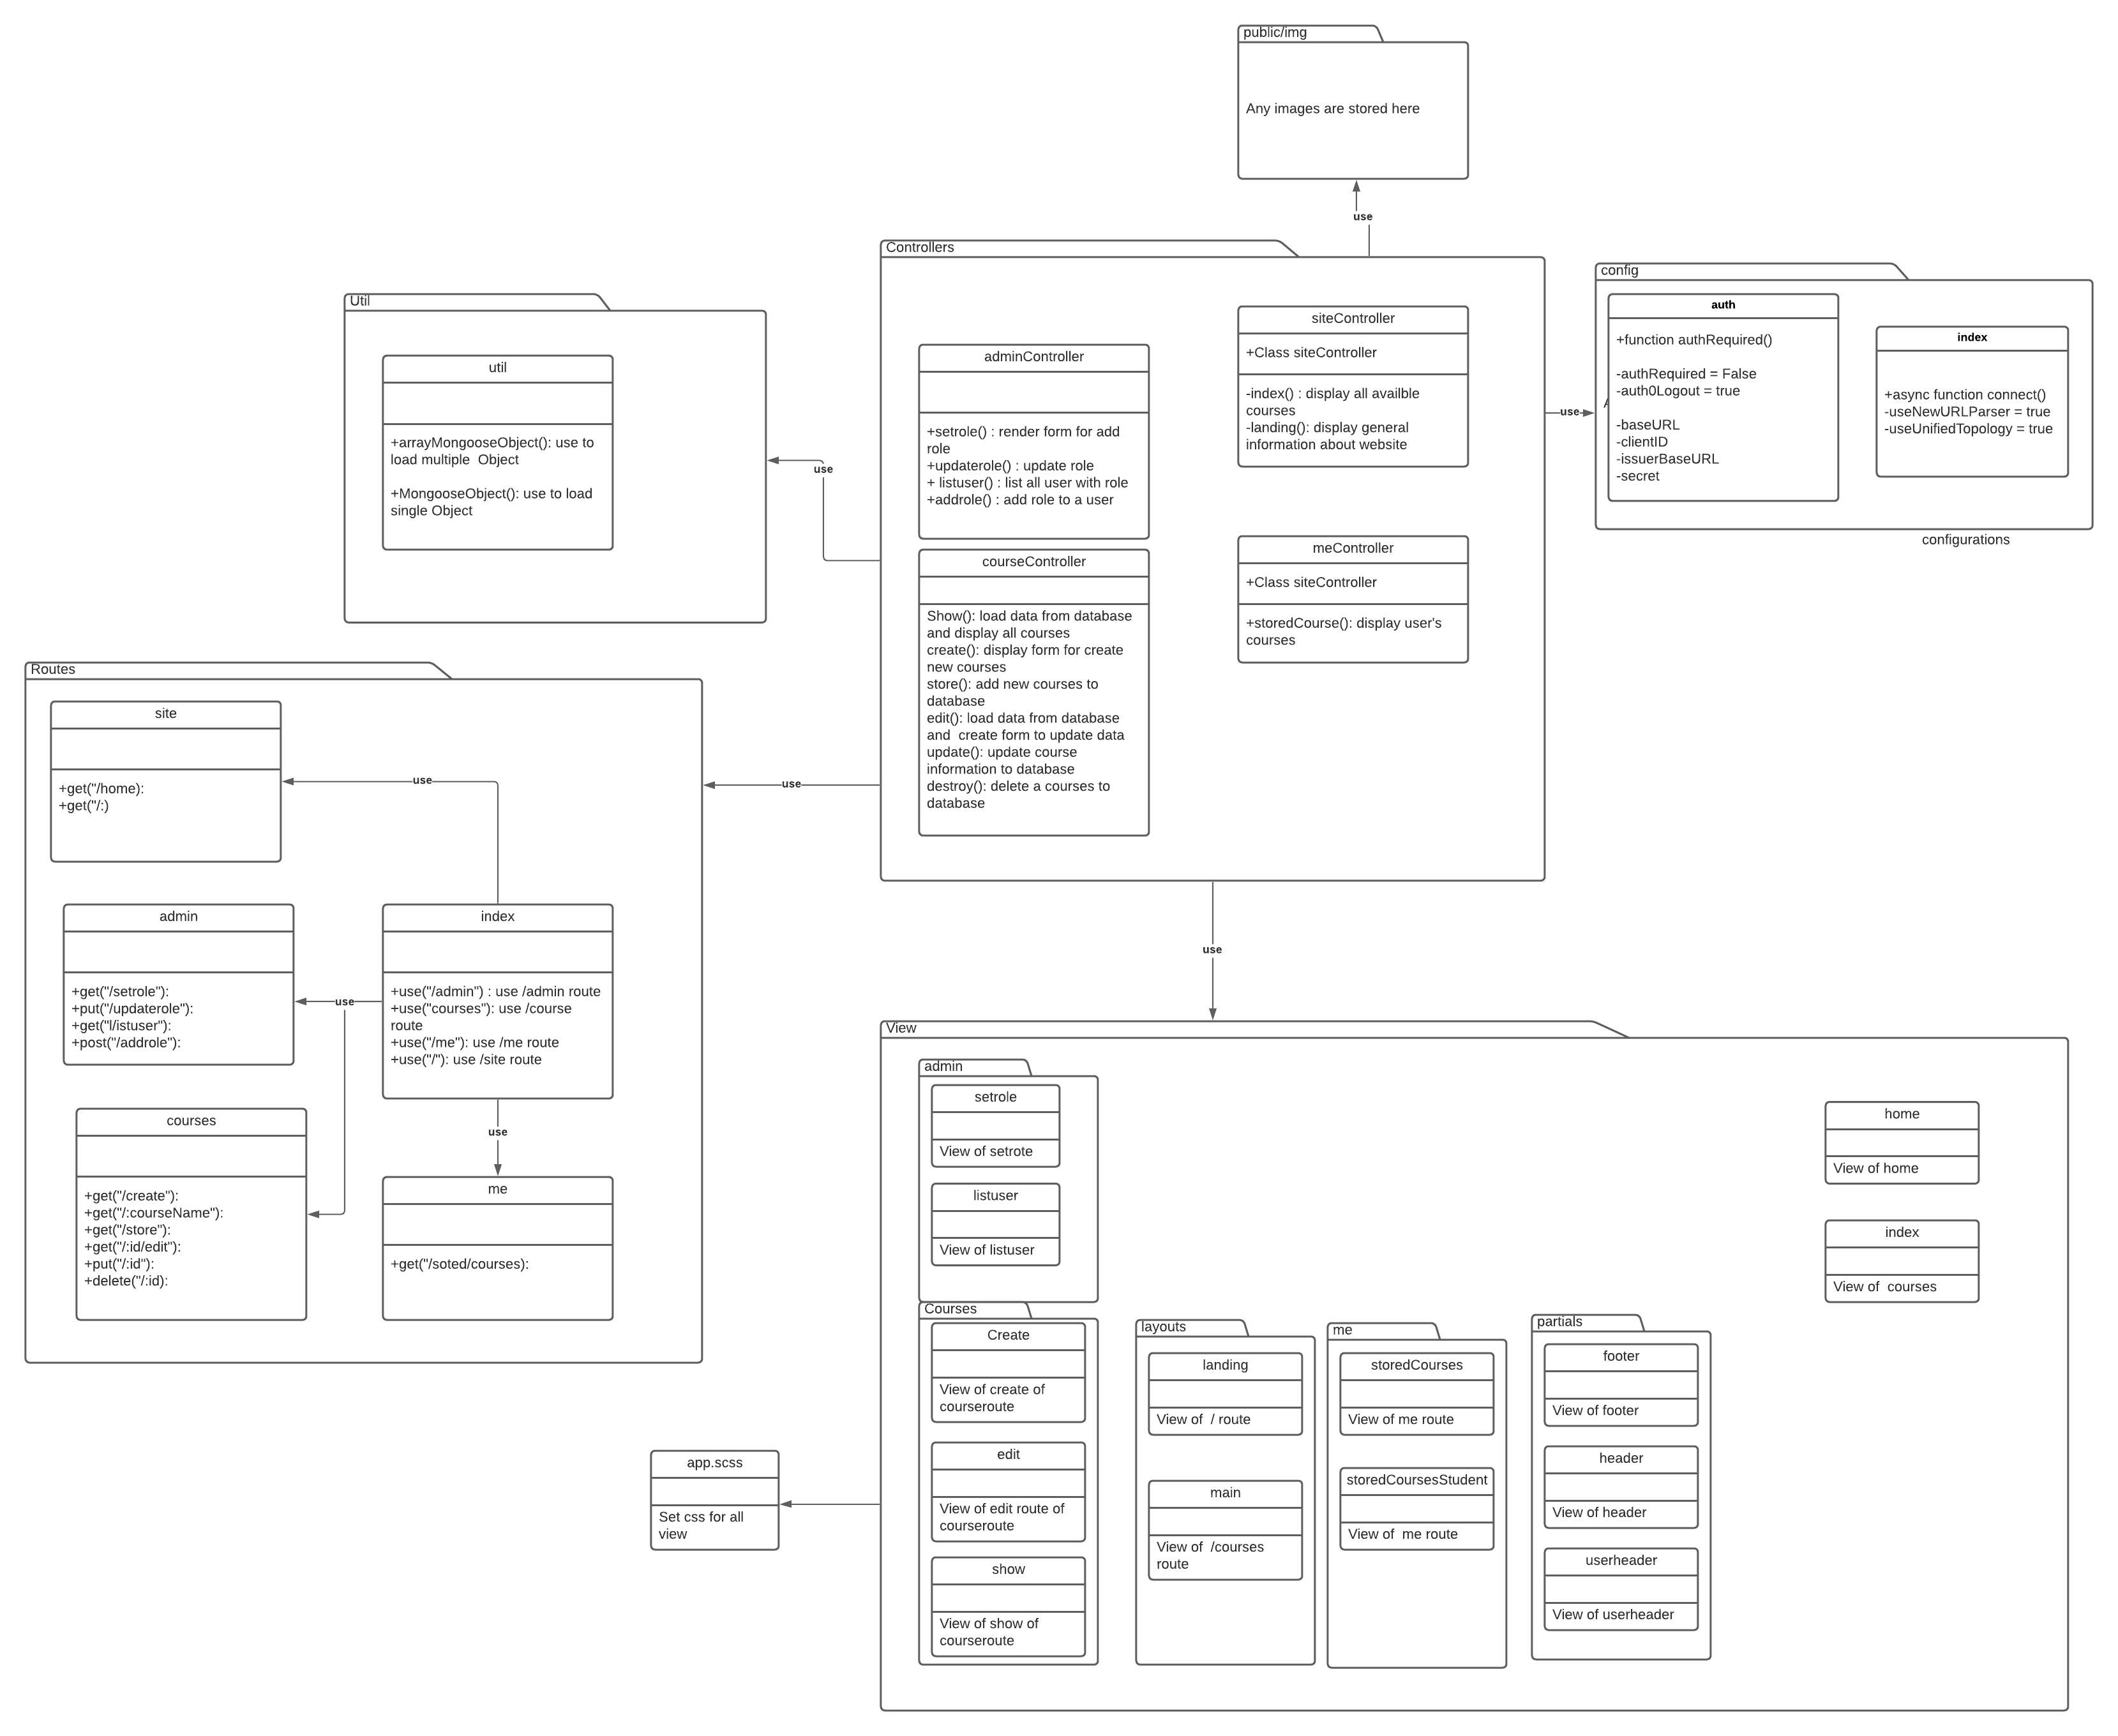 public/img
Any images are stored here
use
Controllers
adminController
+setrole() : render form for add
role
+updaterole() : update role
+ listuser() : list all user with role
+addrole() : add role to a user
siteController
+Class siteController
-index() : display all availble
courses
-landing(): display general
information about website
courseController
Show(): load data from database
and display all courses
create(): display form for create
new courses
store(): add new courses to
database
edit(): load data from database
and  create form to update data
update(): update course
information to database
destroy(): delete a courses to
database
meController
+Class siteController
+storedCourse(): display user's
courses
use
config
auth
+function authRequired()
-authRequired = False
-auth0Logout = true
-baseURL
-clientID
-issuerBaseURL
-secret
index
+async function connect()
-useNewURLParser = true
-useUnifiedTopology = true
configurations
Util
util
+arrayMongooseObject(): use to
load multiple  Object
+MongooseObject(): use to load
single Object
use
use
Routes
site
+get("/home):
+get("/:)
use
admin
+get("/setrole"):
+put("/updaterole"):
+get("l/istuser"):
+post("/addrole"):
use
index
+use("/admin") : use /admin route
+use("courses"): use /course
route
+use("/me"): use /me route
+use("/"): use /site route
use
courses
+get("/create"):
+get("/:courseName"):
+get("/store"):
+get("/:id/edit"):
+put("/:id"):
+delete("/:id):
me
+get("/soted/courses):
use
View
admin
setrole
View of setrote
listuser
View of listuser
home
View of home
index
View of  courses
Courses
Create
View of create of
courseroute
edit
View of edit route of
courseroute
show
View of show of
courseroute
layouts
landing
View of  / route
main
View of  /courses
route
me
storedCourses
View of me route
storedCoursesStudent
View of  me route
partials
footer
View of footer
header
View of header
userheader
View of userheader
app.scss
Set css for all
view